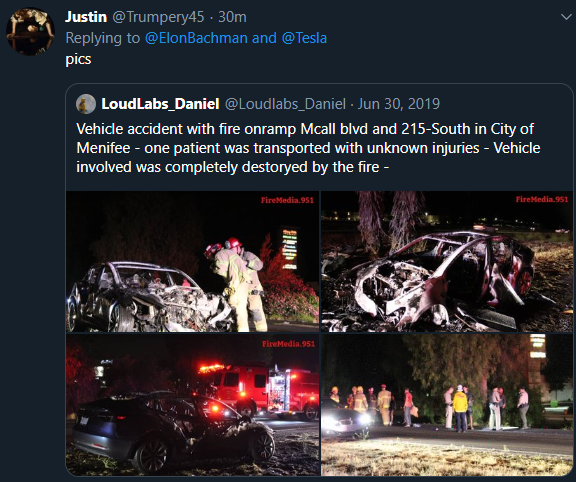 Justin @Trumpery45 · 30m
Replying to @ElonBachman and @Tesla
pics
LoudLabs_Daniel @Loudlabs_Daniel · Jun 30, 2019
Vehicle accident with fire onramp Mcall blvd and 215-South in City of
Menifee - one patient was transported with unknown injuries - Vehicle
involved was completely destoryed by the fire -
FireMedia.951
FireMedia.951
FireMedia.951